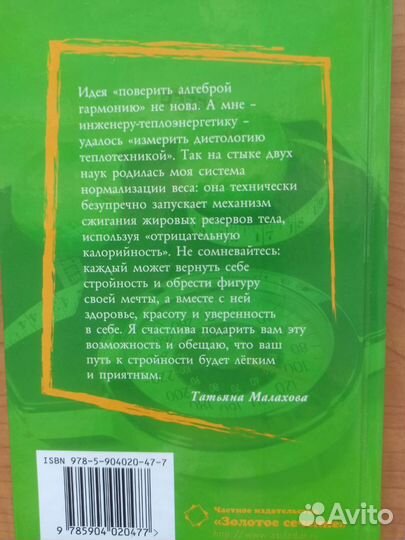 Идея «поверить алгеброй
гармонию» не нова. А мне –
инженеру-теплоэнергетику –
удалось «измерить диетологию
теплотехникой». Так на стыке двух
наук родилась моя система
нормализации веса: она технически
безупречно запускает механизм
сжигания жировых резервов тела,
используя «отрицательную
калорийность». Не сомневайтесь:
каждый может вернуть себе
стройность и обрести фигуру
своей мечты, а вместе с ней
здоровье, красоту и уверенность
в себе. Я счастлива подарить вам эту
возможность и обещаю, что ваш
путь к стройности будет лёгким
и приятным.
Татьяна Малахова
ISBN 978-5-904020-47-7
9 785904 020477
Частное
«Золотое
Avito